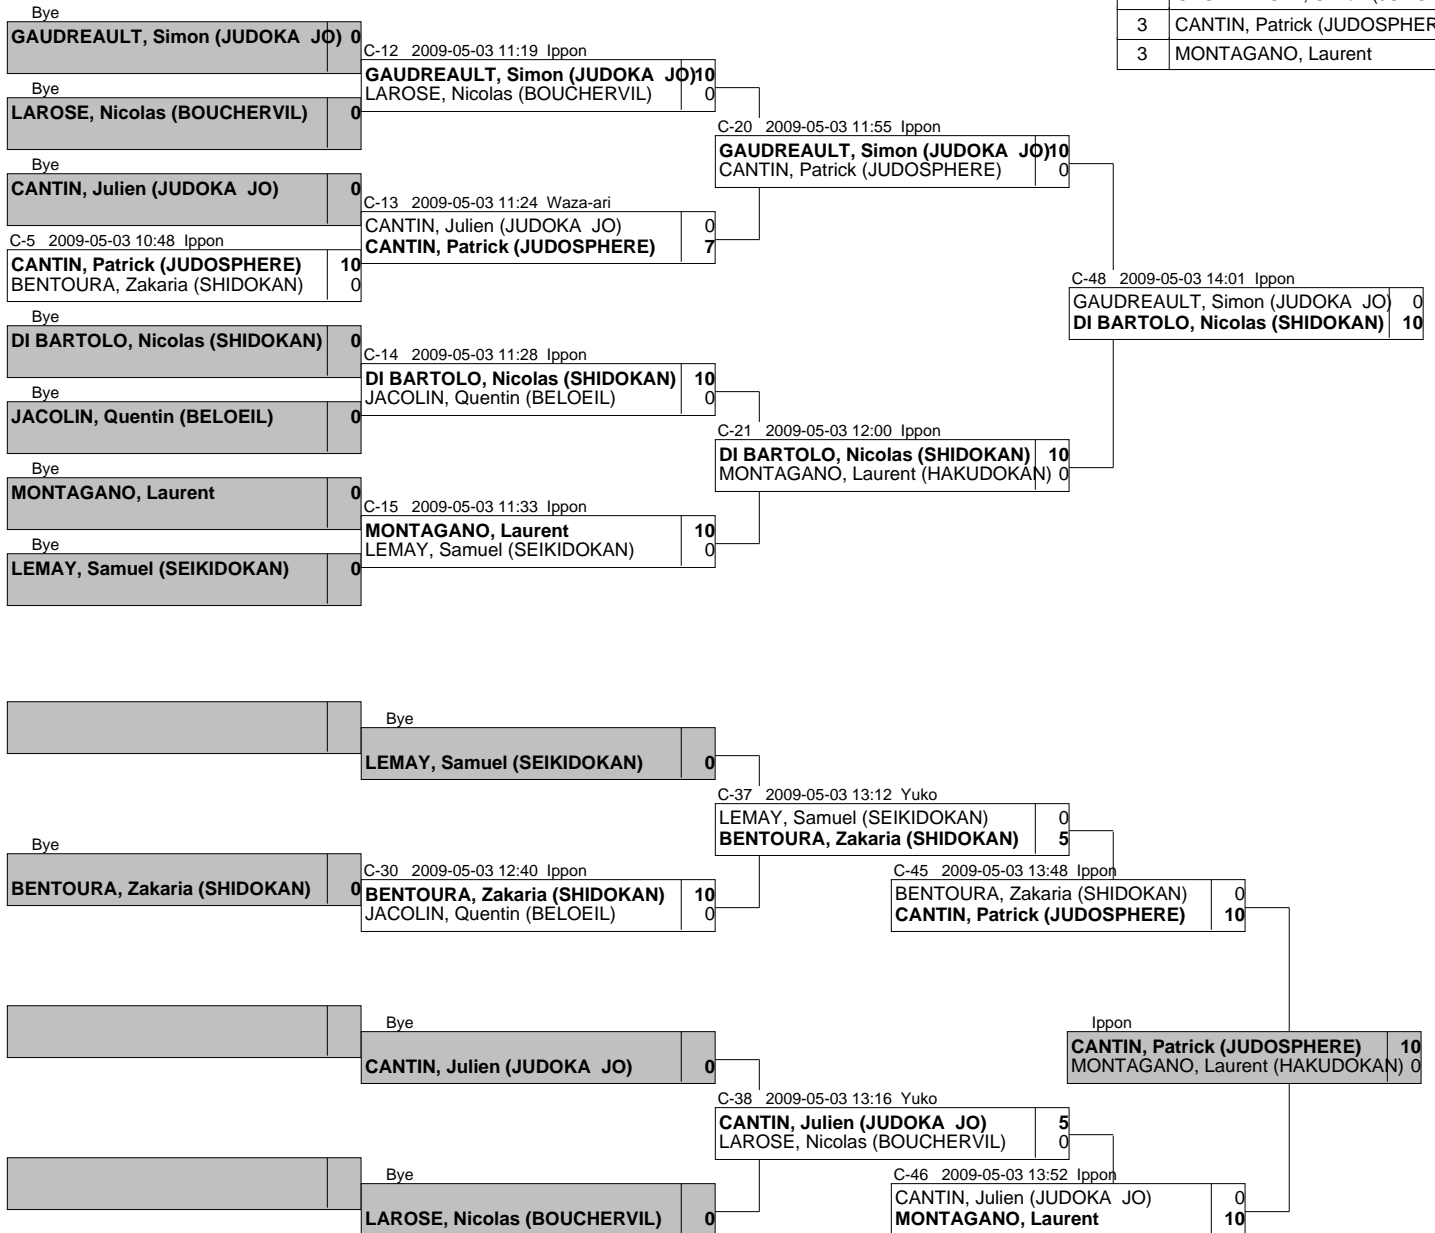 3 CANTIN, Patrick (JUDOSPHER
3 MONTAGANO, Laurent
Bye
GAUDREAULT, Simon (JUDOKA JO) 0
Bye
LAROSE, Nicolas (BOUCHERVIL) 0
Bye
CANTIN, Julien (JUDOKA JO) 0
C-5 2009-05-03 10:48 Ippon
CANTIN, Patrick (JUDOSPHERE) 10
BENTOURA, Zakaria (SHIDOKAN) 0
Bye
DI BARTOLO, Nicolas (SHIDOKAN) 0
Bye
JACOLIN, Quentin (BELOEIL) 0
Bye
MONTAGANO, Laurent 0
Bye
LEMAY, Samuel (SEIKIDOKAN) 0
C-12 2009-05-03 11:19 Ippon
GAUDREAULT, Simon (JUDOKA JO) 10
LAROSE, Nicolas (BOUCHERVIL) 0
C-13 2009-05-03 11:24 Waza-ari
CANTIN, Julien (JUDOKA JO) 0
CANTIN, Patrick (JUDOSPHERE) 7
C-14 2009-05-03 11:28 Ippon
DI BARTOLO, Nicolas (SHIDOKAN) 10
JACOLIN, Quentin (BELOEIL) 0
C-15 2009-05-03 11:33 Ippon
MONTAGANO, Laurent 10
LEMAY, Samuel (SEIKIDOKAN) 0
C-20 2009-05-03 11:55 Ippon
GAUDREAULT, Simon (JUDOKA JO) 10
CANTIN, Patrick (JUDOSPHERE) 0
C-21 2009-05-03 12:00 Ippon
DI BARTOLO, Nicolas (SHIDOKAN) 10
MONTAGANO, Laurent (HAKUDOKAN) 0
C-48 2009-05-03 14:01 Ippon
GAUDREAULT, Simon (JUDOKA JO) 0
DI BARTOLO, Nicolas (SHIDOKAN) 10
Bye
LEMAY, Samuel (SEIKIDOKAN) 0
Bye
BENTOURA, Zakaria (SHIDOKAN) 0
C-30 2009-05-03 12:40 Ippon
BENTOURA, Zakaria (SHIDOKAN) 10
JACOLIN, Quentin (BELOEIL) 0
C-37 2009-05-03 13:12 Yuko
LEMAY, Samuel (SEIKIDOKAN) 0
BENTOURA, Zakaria (SHIDOKAN) 5
C-45 2009-05-03 13:48 Ippon
BENTOURA, Zakaria (SHIDOKAN) 0
CANTIN, Patrick (JUDOSPHERE) 10
Bye
CANTIN, Julien (JUDOKA JO) 0
Bye
LAROSE, Nicolas (BOUCHERVIL) 0
C-38 2009-05-03 13:16 Yuko
CANTIN, Julien (JUDOKA JO) 5
LAROSE, Nicolas (BOUCHERVIL) 0
C-46 2009-05-03 13:52 Ippon
CANTIN, Julien (JUDOKA JO) 0
MONTAGANO, Laurent 10
Ippon
CANTIN, Patrick (JUDOSPHERE) 10
MONTAGANO, Laurent (HAKUDOKAN) 0